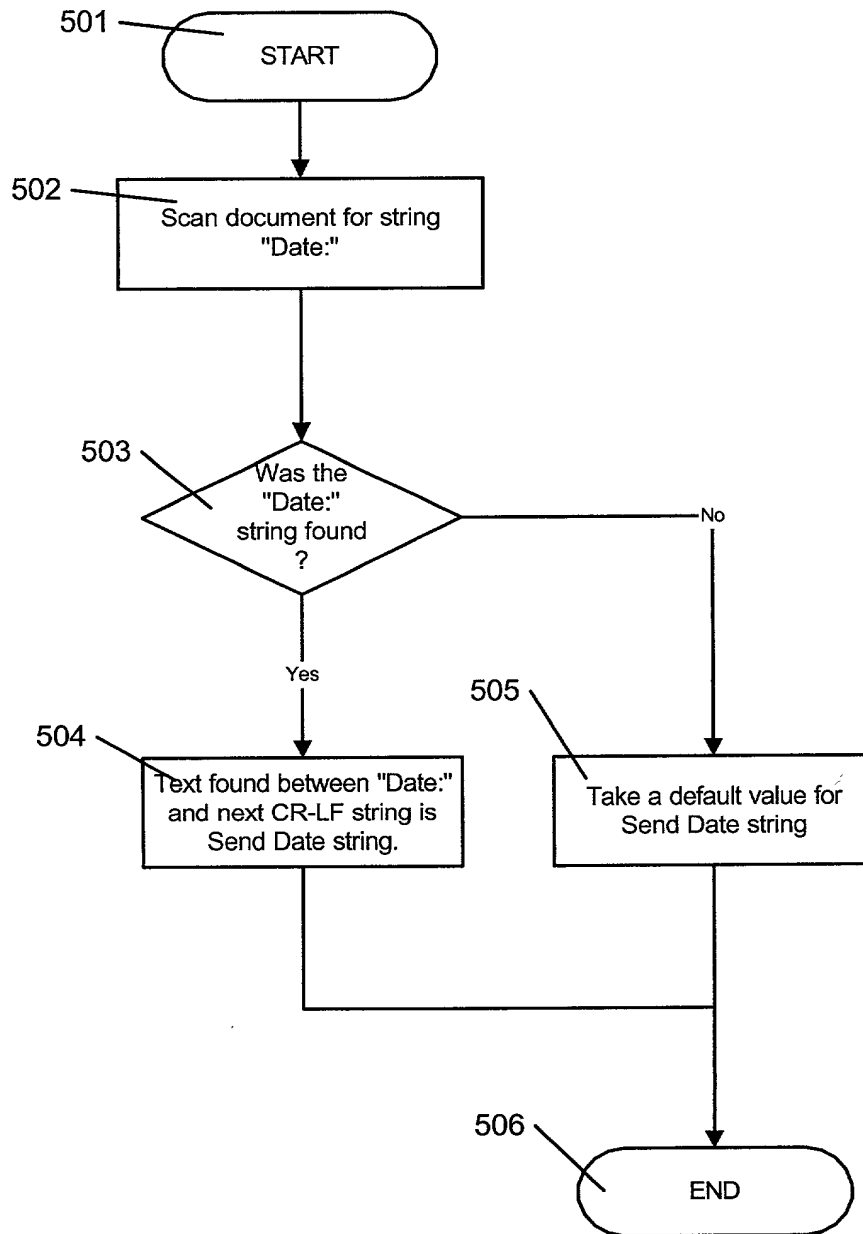 501
START
502
Scan document for string
"Date:"
503
Was the
"Date:"
string found
?
No
Yes
504
505
Text found between "Date:"
and next CR-LF string is
Send Date string.
Take a default value for
Send Date string
506
END